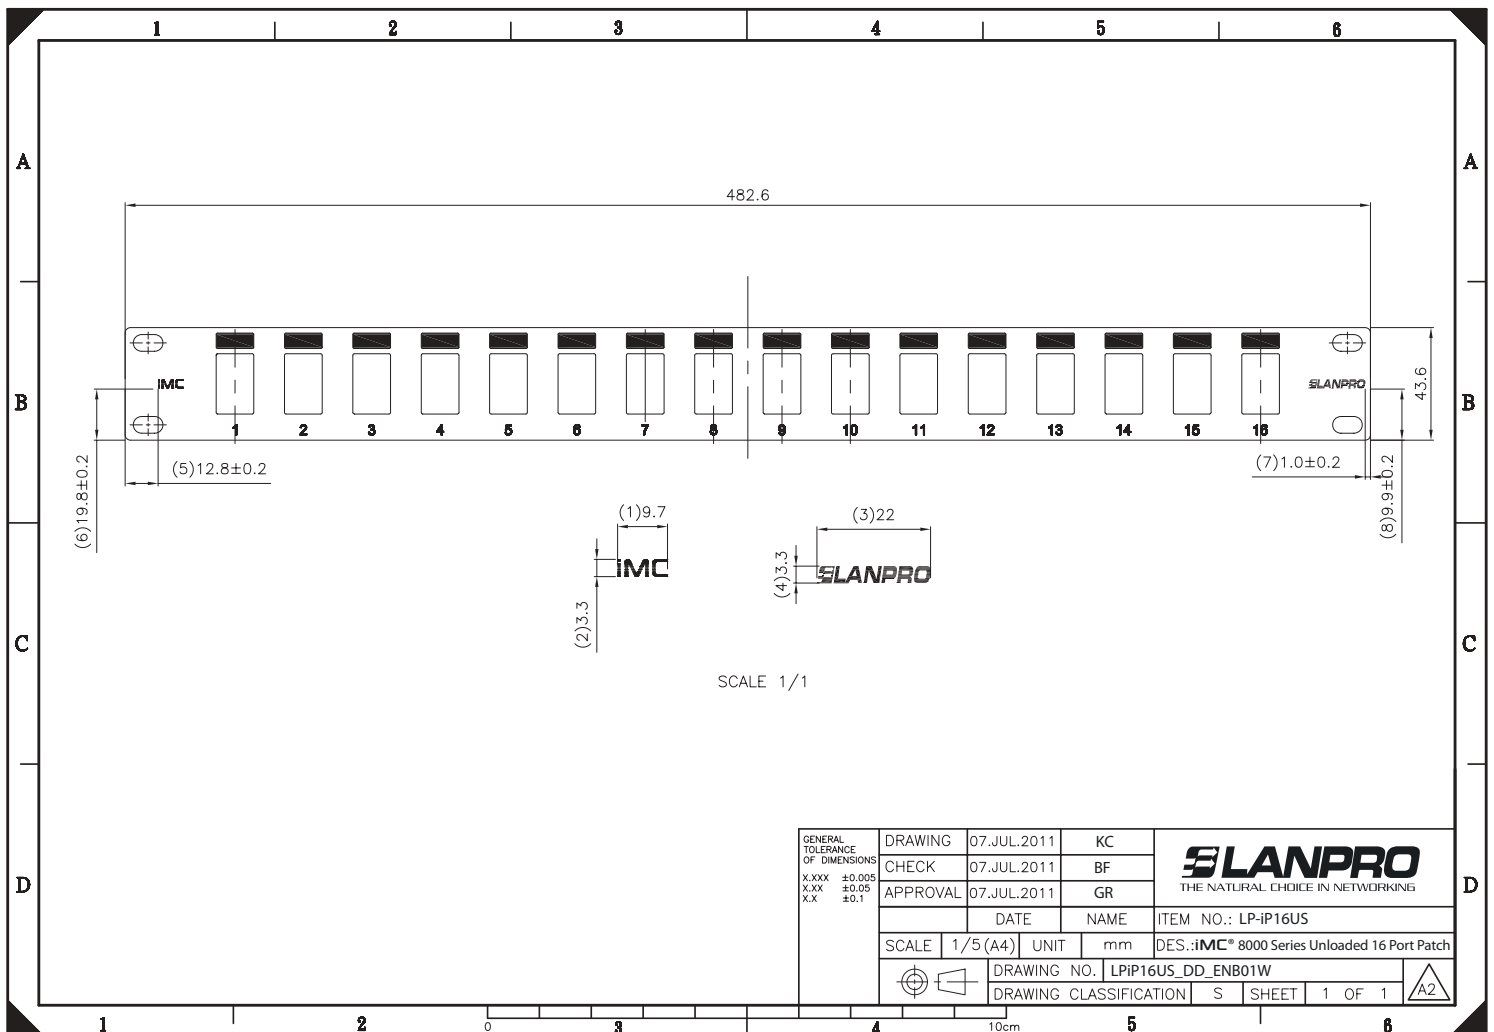 1 2 3 4 5 6
A A
482.6
iMC
LANPRO
43.6
B B
1 2 3 4 5 6 7 8 9 10 11 12 13 14 15 16
(5)12.8±0.2
(7)1.0±0.2
(6)19.8±0.2
(8)9.9±0.2
(1)9.7
(3)22
iMC
LANPRO
(2)3.3
(4)3.3
C C
SCALE 1/1
GENERAL
TOLERANCE
OF DIMENSIONS
X.XXX ±0.005
X.XX ±0.05
X.X ±0.1
DRAWING 07.JUL.2011 KC
CHECK 07.JUL.2011 BF
APPROVAL 07.JUL.2011 GR
LANPRO
THE NATURAL CHOICE IN NETWORKING
D D
DATE NAME ITEM NO.: LP-iP16US
SCALE 1/5(A4) UNIT mm DES.:iMC® 8000 Series Unloaded 16 Port Patch
DRAWING NO. LPiP16US_DD_ENB01W
DRAWING CLASSIFICATION S SHEET 1 OF 1 A2
1 2 3 4 5 6
0 10cm